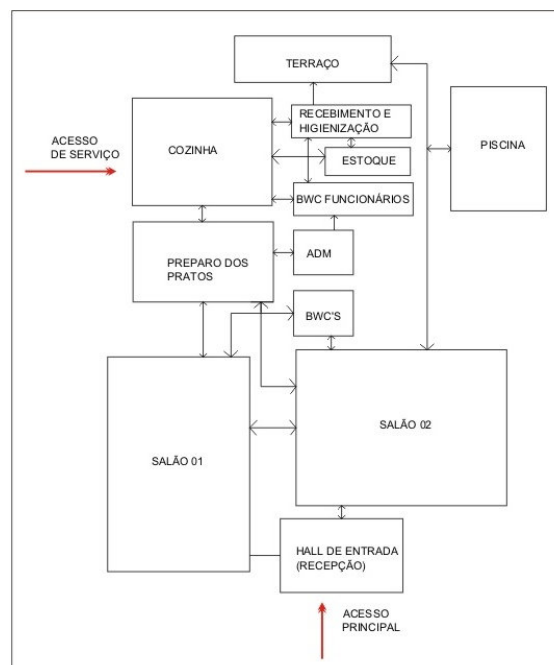 TERRAÇO
RECEBIMENTO E
HIGIENIZAÇÃO
ACESSO
DE SERVIÇO
COZINHA
ESTOQUE
PISCINA
BWC FUNCIONÁRIOS
PREPARO DOS
PRATOS
ADM
BWC'S
SALÃO 01
SALÃO 02
HALL DE ENTRADA
(RECEPÇÃO)
ACESSO
PRINCIPAL